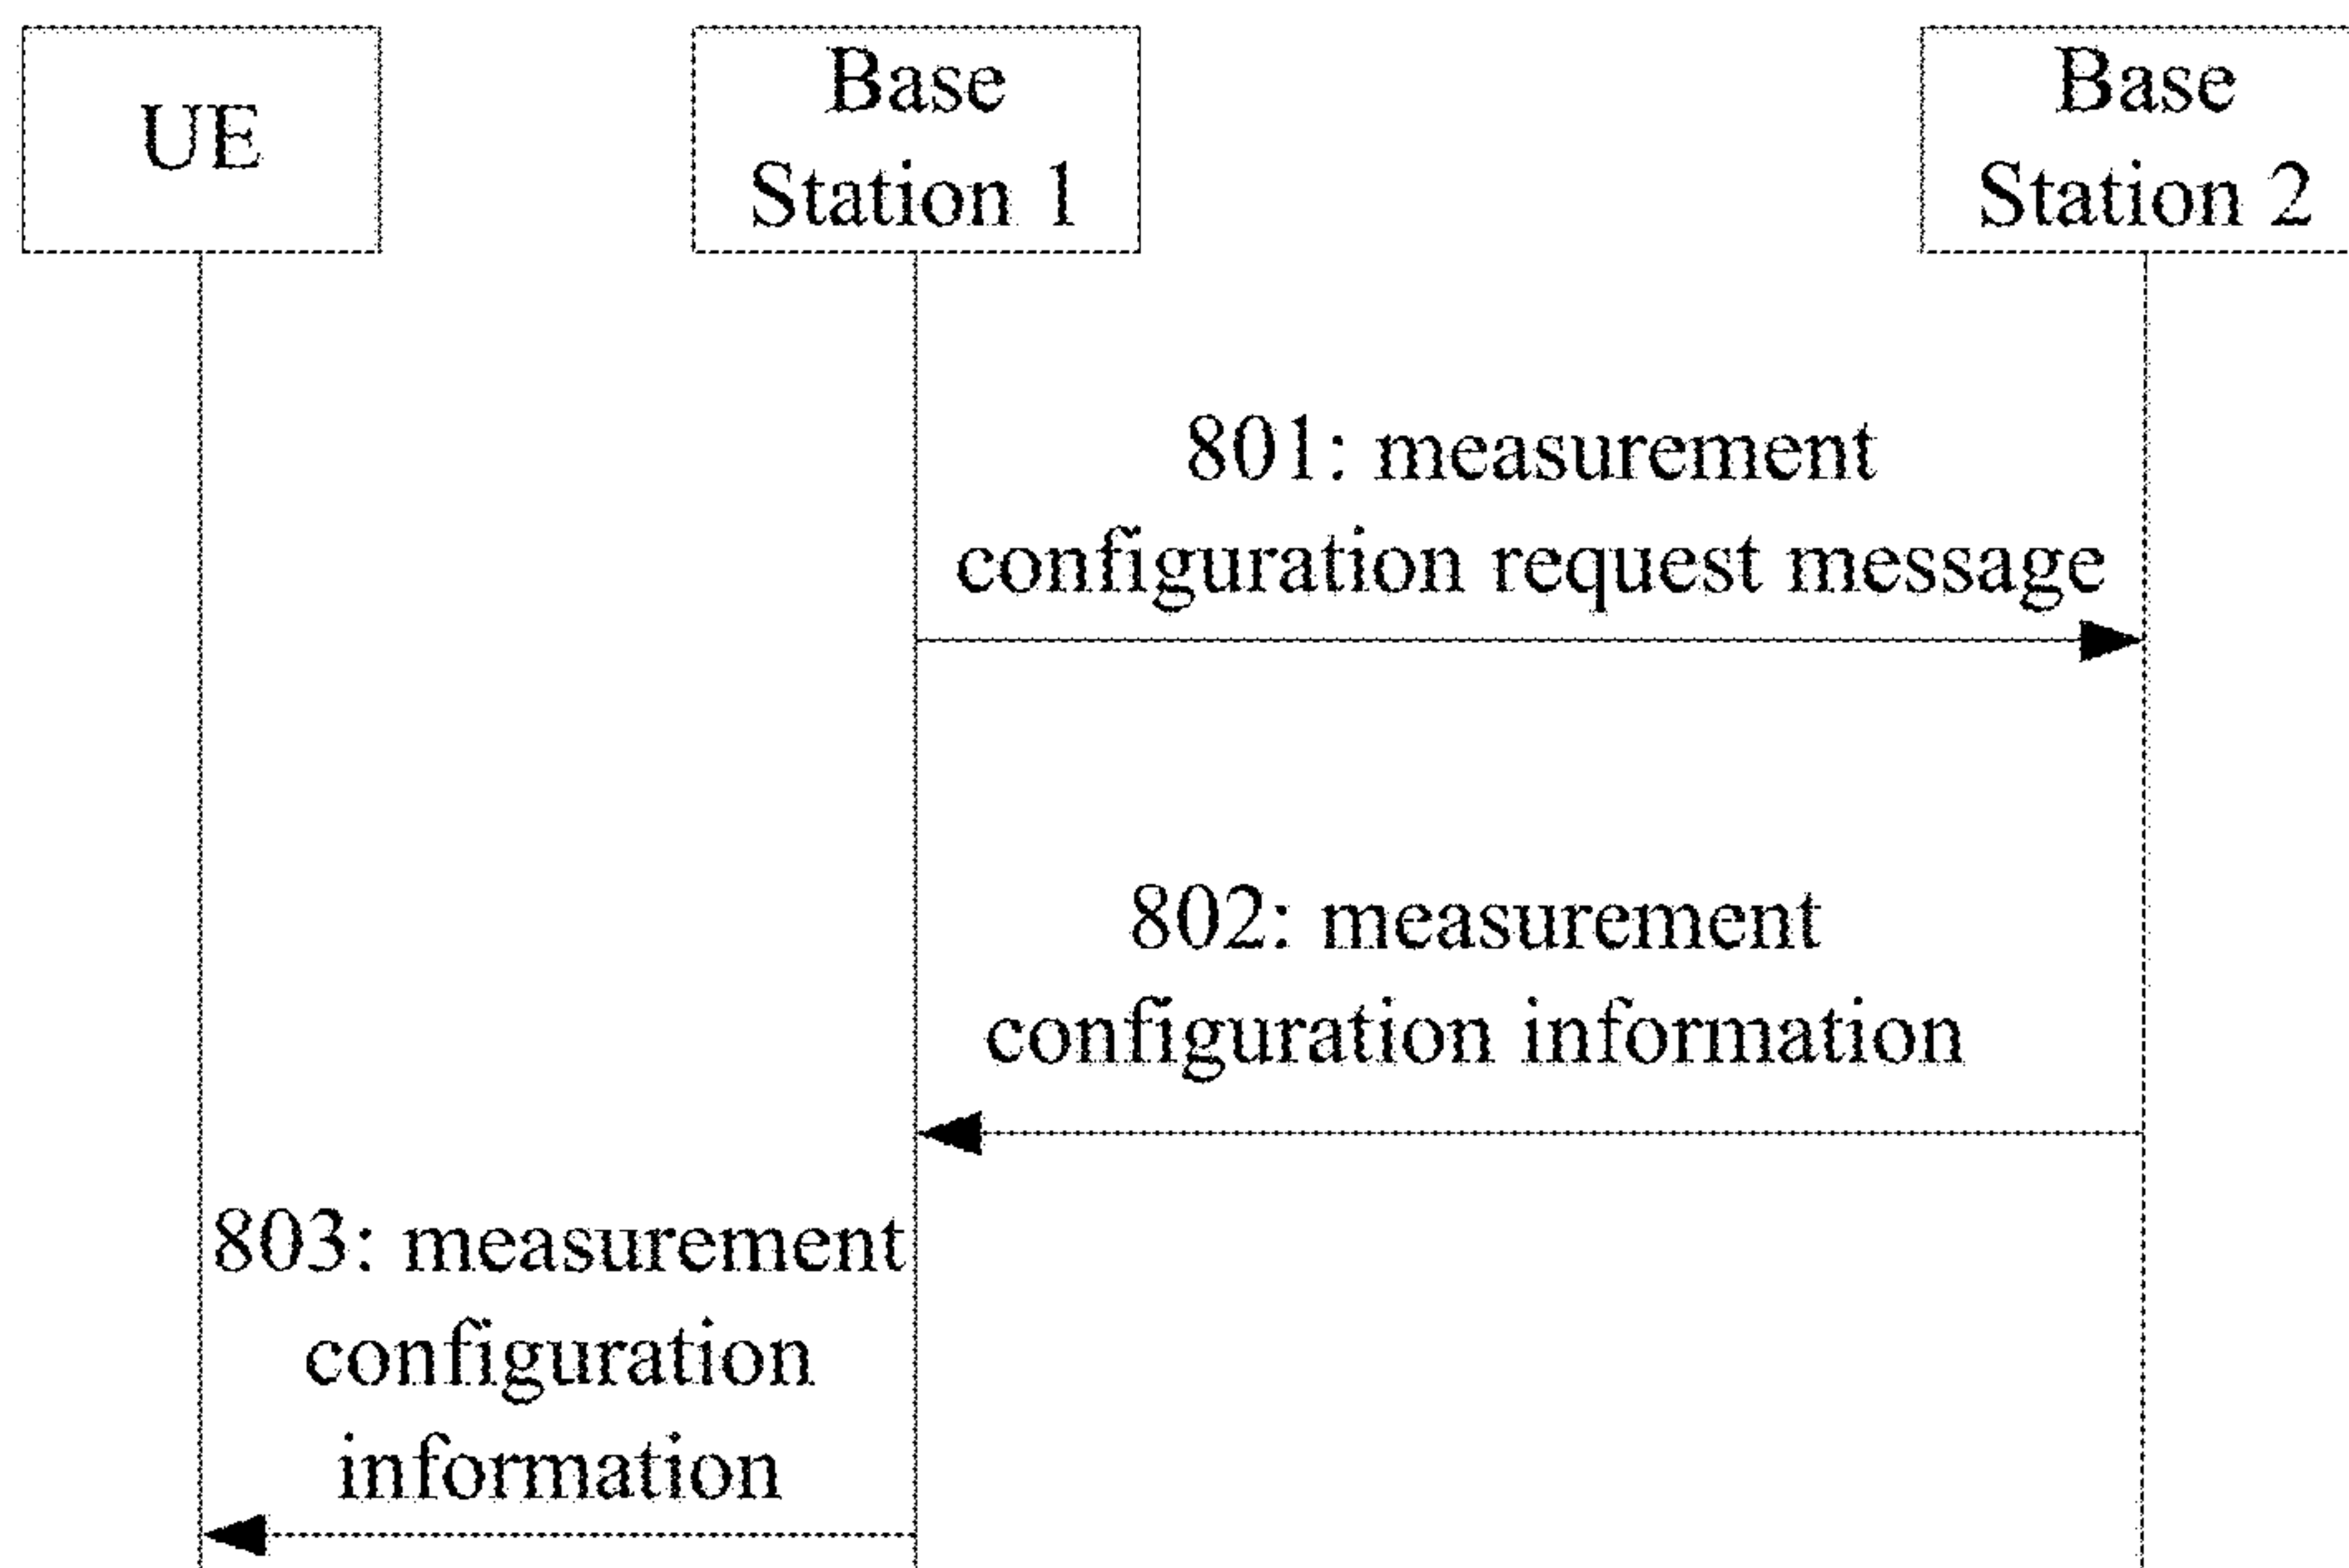 UE
Base
Station 1
Base
Station 2
801: measurement
configuration request message
802: measurement
configuration information
803: measurement
configuration
information